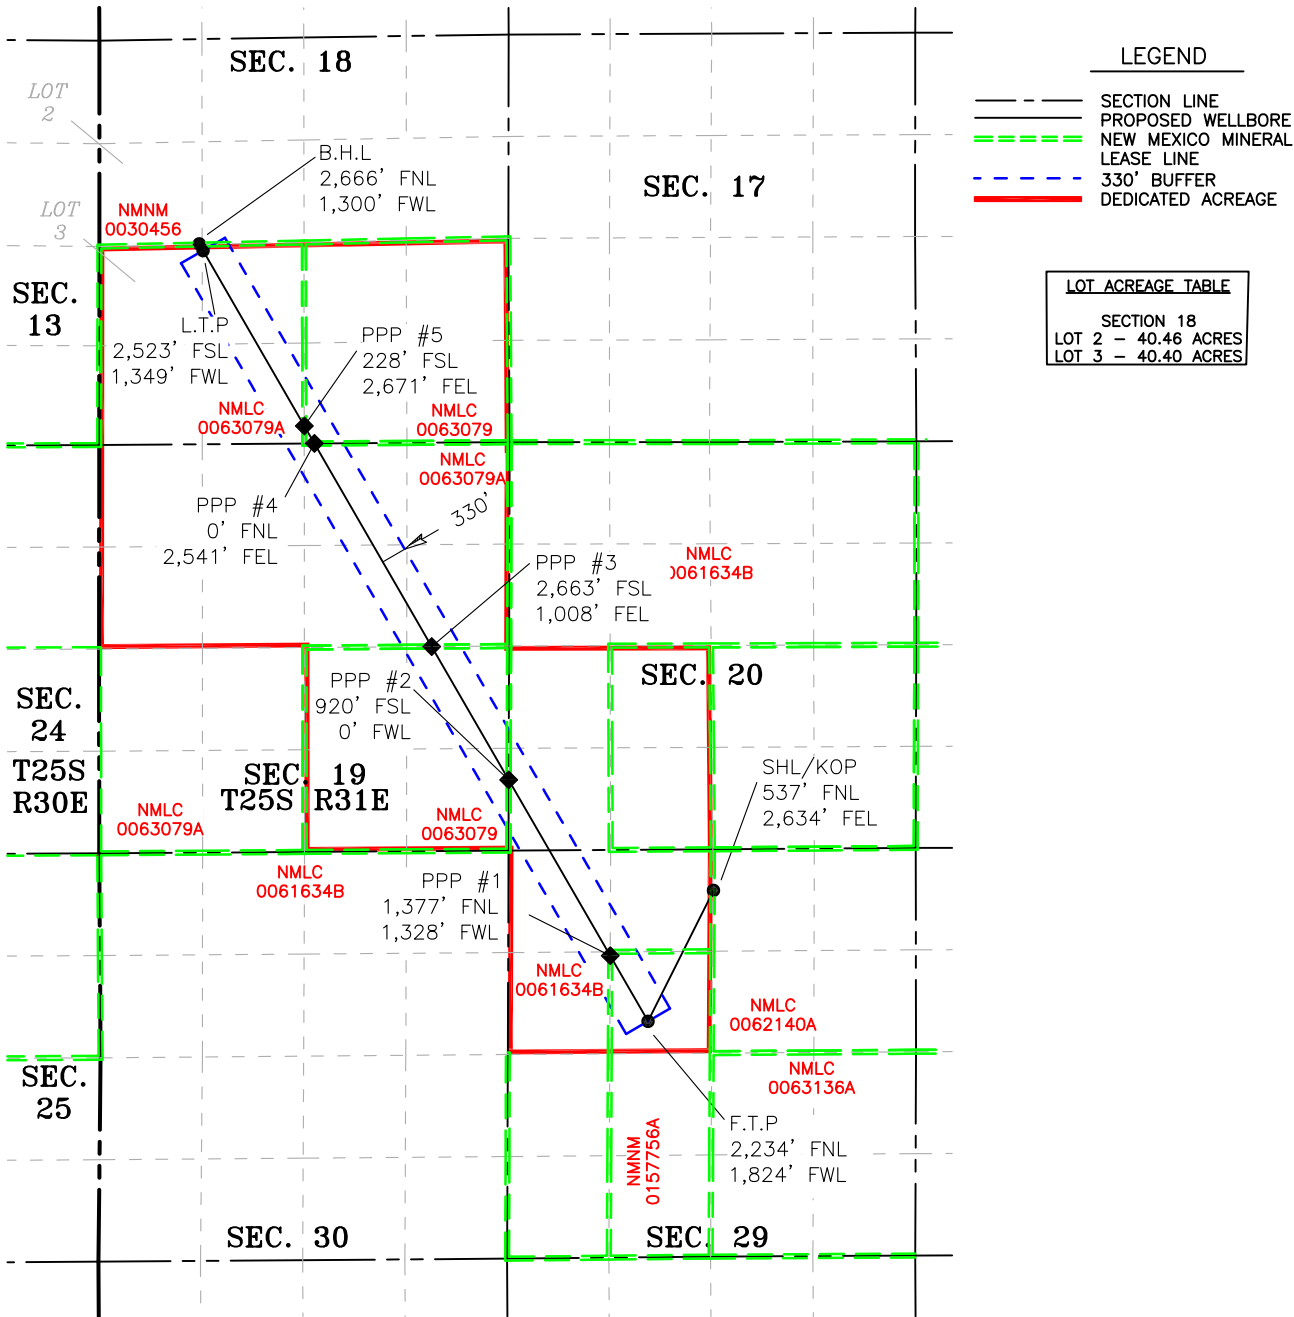 SEC. 18
LOT
2
LOT
3
SEC. 17
B.H.L
2,666' FNL
1,300' FWL
NMNM
0030456
SEC.
13
L.T.P
2,523' FSL
1,349' FWL
PPP #5
228' FSL
2,671' FEL
NMLC
0063079A
NMLC
0063079
NMLC
0063079A
PPP #4
0' FNL
2,541' FEL
330'
PPP #3
2,663' FSL
1,008' FEL
NMLC
0061634B
SEC. 20
PPP #2
920' FSL
0' FWL
SEC.
24
T25S
R30E
SEC. 19
T25S R31E
NMLC
0063079A
NMLC
0063079
SHL/KOP
537' FNL
2,634' FEL
NMLC
0061634B
PPP #1
1,377' FNL
1,328' FWL
NMLC
0061634B
NMLC
0062140A
NMLC
0063136A
SEC.
25
F.T.P
2,234' FNL
1,824' FWL
NMNM
0157756A
SEC. 30
SEC. 29
LEGEND
SECTION LINE
PROPOSED WELLBORE
NEW MEXICO MINERAL
LEASE LINE
330' BUFFER
DEDICATED ACREAGE
LOT ACREAGE TABLE
SECTION 18
LOT 2 - 40.46 ACRES
LOT 3 - 40.40 ACRES